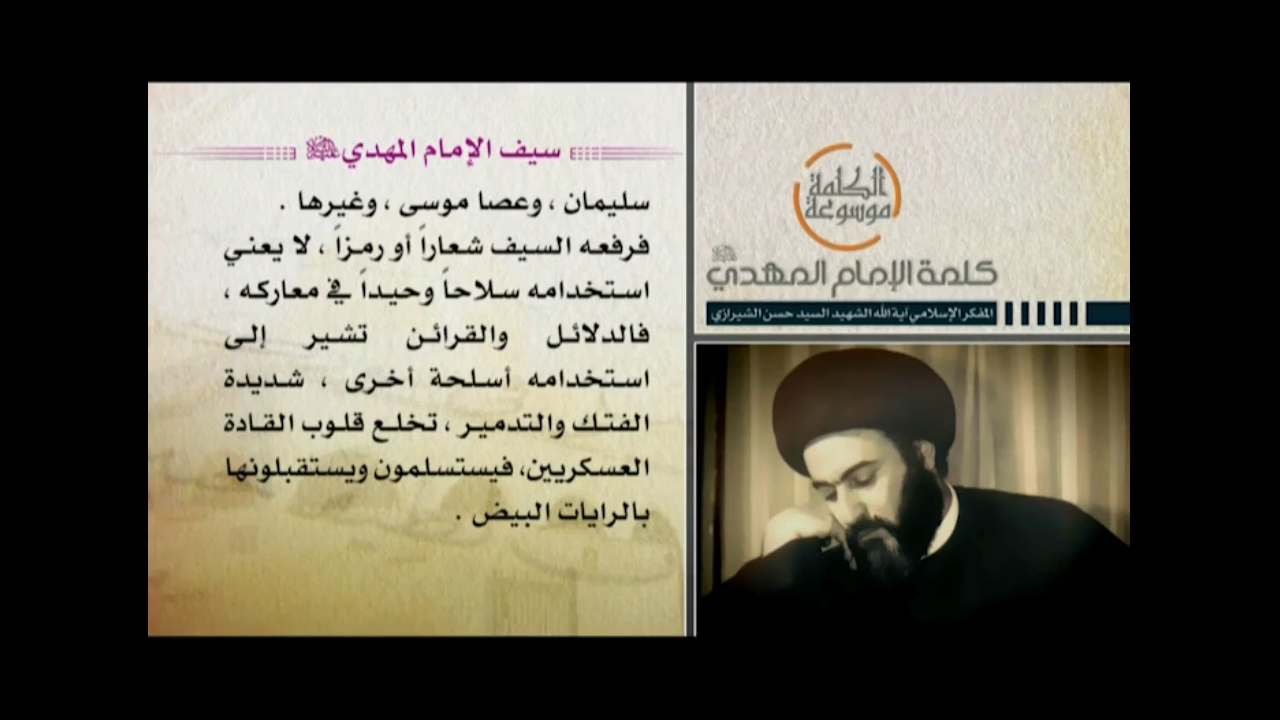 سيف الإمام المهدي
سليمان ، وعصا موسى ، وغيرها .
فرفعه السيف شعاراً أو رمزاً ، لا يعني
استخدامه سلاحاً وحيداً في معاركه ،
فالدلائل والقرائن تشير إلى
استخدامه أسلحة أخرى ، شديدة
الفتك والتدمير ، تخلع قلوب القادة
العسكريين، فيستسلمون ويستقبلونها
بالرايات البيض .
الكلمة
موسوعة
كلمة الإمام المهدي
المفكر الإسلامي آية الله الشهيد السيد حسن الشيرازي